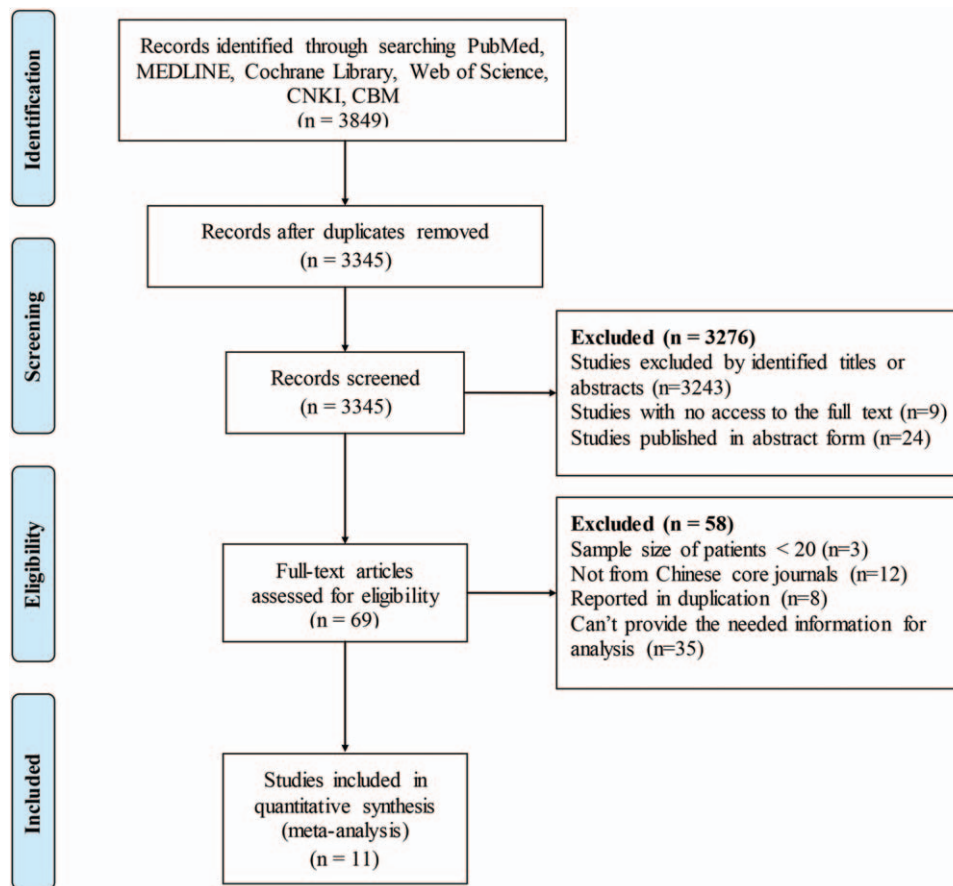 Identification
Records identified through searching PubMed,
MEDLINE, Cochrane Library, Web of Science,
CNKI, CBM
(n = 3849)
Records after duplicates removed
(n = 3345)
Screening
Records screened
(n = 3345)
Excluded (n = 3276)
Studies excluded by identified titles or
abstracts (n=3243)
Studies with no access to the full text (n=9)
Studies published in abstract form (n=24)
Eligibility
Full-text articles
assessed for eligibility
(n = 69)
Excluded (n = 58)
Sample size of patients < 20 (n=3)
Not from Chinese core journals (n=12)
Reported in duplication (n=8)
Can't provide the needed information for
analysis (n=35)
Included
Studies included in
quantitative synthesis
(meta-analysis)
(n = 11)